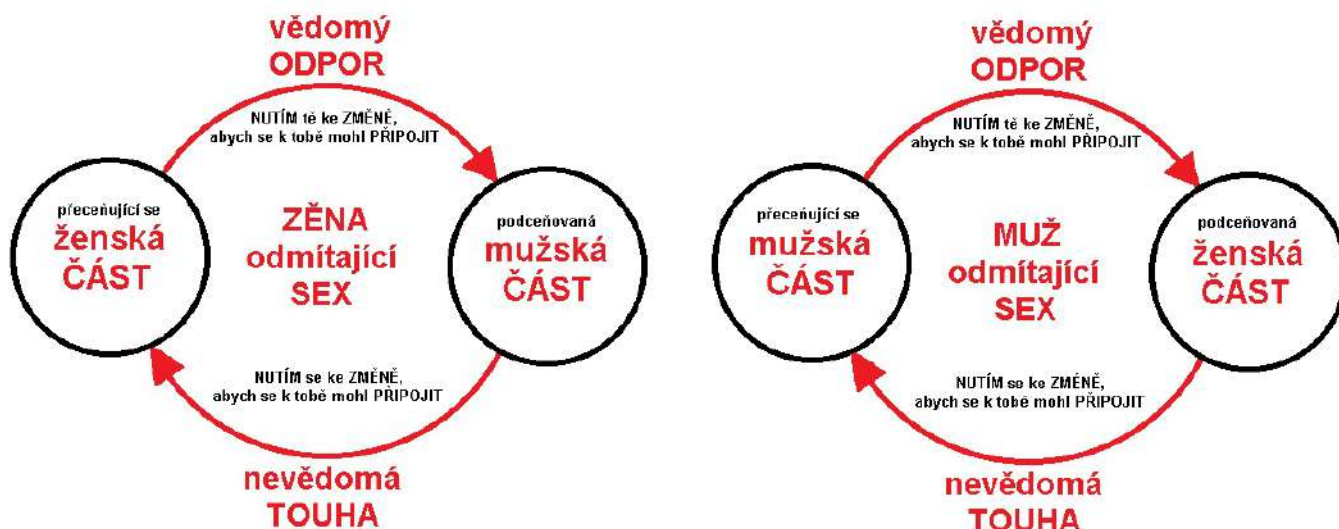 vědomý
ODPOR
NUTÍM tě ke ZMĚNĚ,
abych se k tobě mohl PŘIPOJIT
přeceňující se
ženská
ČÁST
ZĚNA
odmítající
SEX
podceňovaná
mužská
ČÁST
NUTÍM se ke ZMĚNĚ,
abych se k tobě mohl PŘIPOJIT
nevědomá
TOUHA
vědomý
ODPOR
NUTÍM tě ke ZMĚNĚ,
abych se k tobě mohl PŘIPOJIT
přeceňující se
mužská
ČÁST
MUŽ
odmítající
SEX
podceňovaná
ženská
ČÁST
NUTÍM se ke ZMĚNĚ,
abych se k tobě mohl PŘIPOJIT
nevědomá
TOUHA